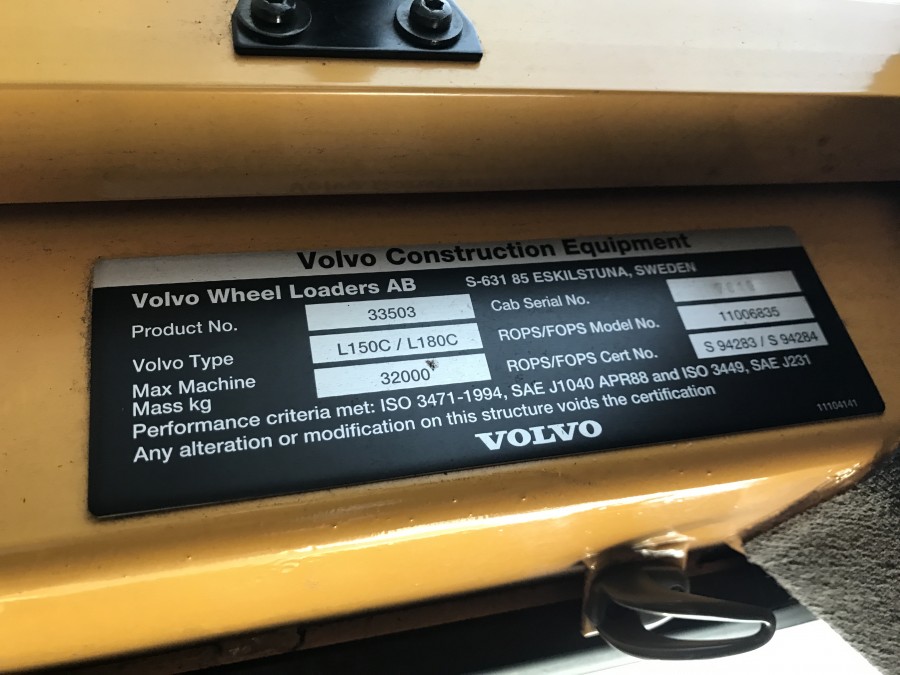 Volvo Construction Equipment
Volvo Wheel Loaders AB S-631 85 ESKILSTUNA, SWEDEN
Product No. 33503 Cab Serial No.
Volvo Type L150C / L180C ROPS/FOPS Model No. 11006835
Max Machine Mass kg 32000 ROPS/FOPS Cert No. S 94283 / S 94284
Performance criteria met: ISO 3471-1994, SAE J1040 APR88 and ISO 3449, SAE J231
Any alteration or modification on this structure voids the certification
VOLVO
11104141